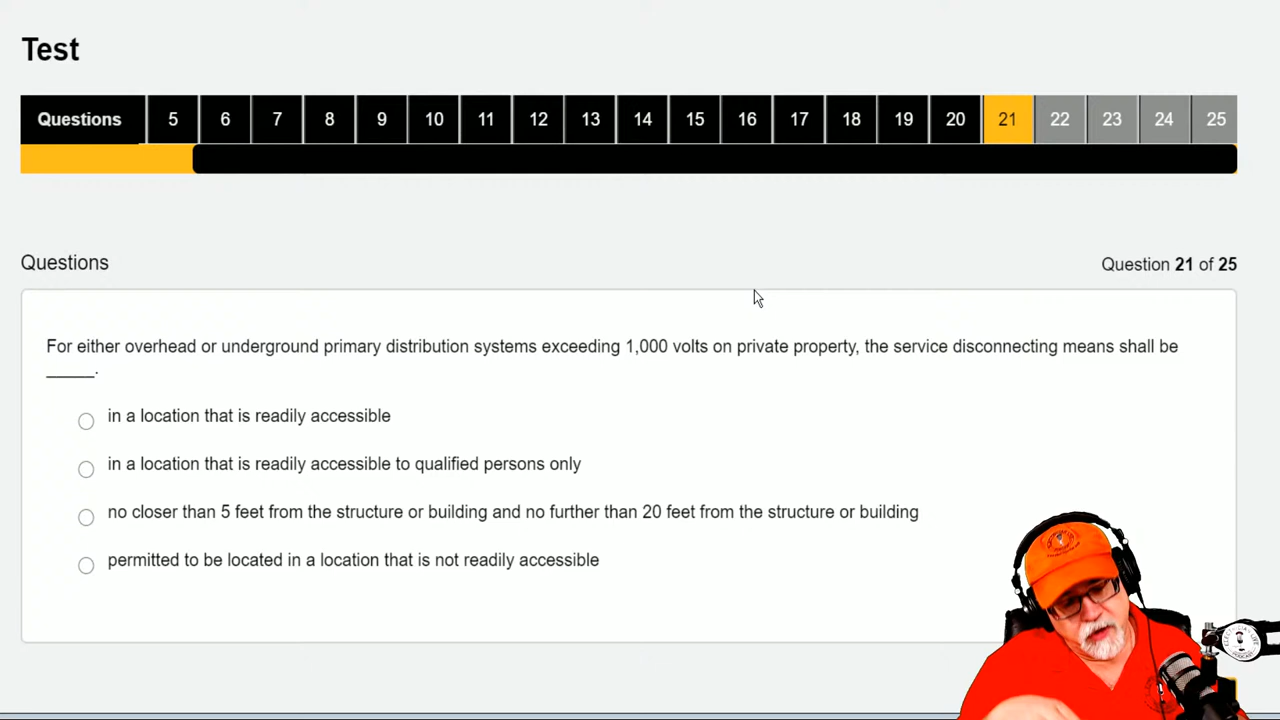 Test
Questions 5 6 7 8 9 10 11 12 13 14 15 16 17 18 19 20 21 22 23 24 25
Questions
Question 21 of 25
For either overhead or underground primary distribution systems exceeding 1,000 volts on private property, the service disconnecting means shall be
_____.
in a location that is readily accessible
in a location that is readily accessible to qualified persons only
no closer than 5 feet from the structure or building and no further than 20 feet from the structure or building
permitted to be located in a location that is not readily accessible